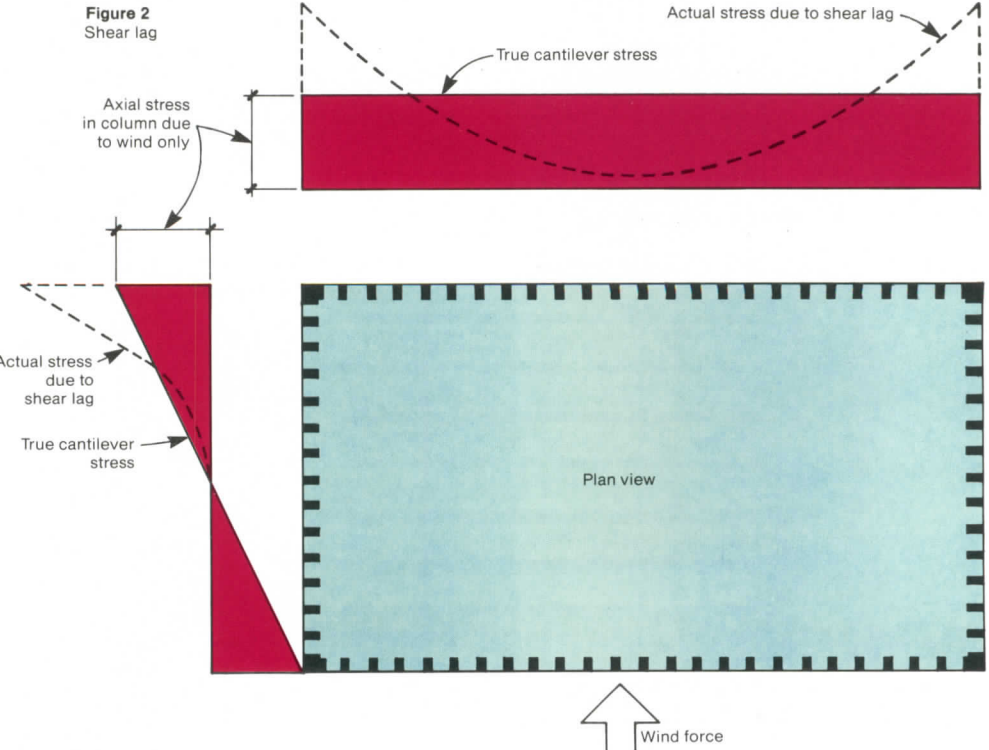 Figure 2
Shear lag
Actual stress due to shear lag
True cantilever stress
Axial stress
in column due
to wind only
Actual stress
due to
shear lag
True cantilever
stress
Plan view
Wind force